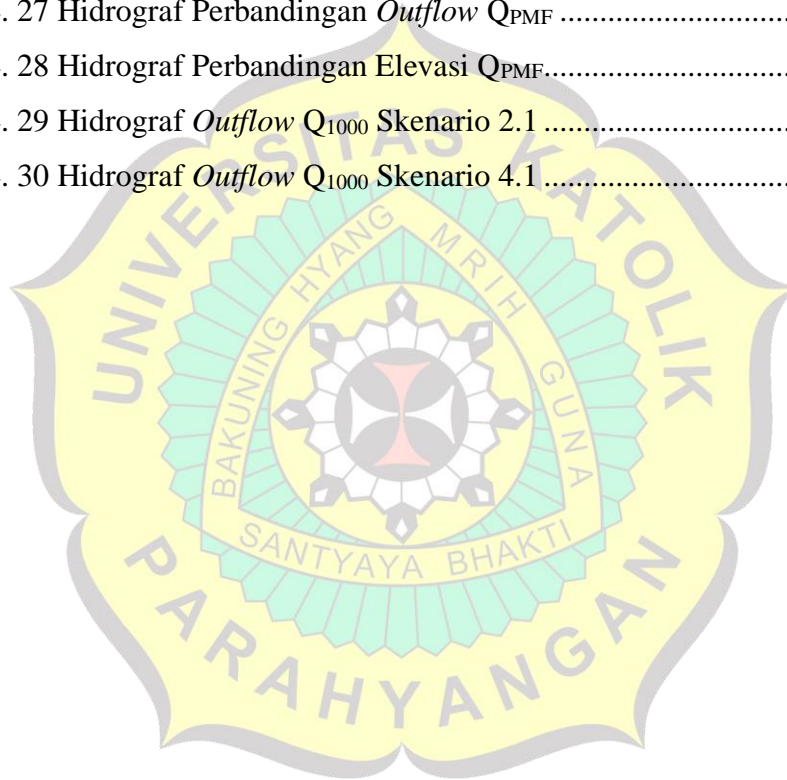 . 27 Hidrograf Perbandingan Outflow QPMF ...............................
. 28 Hidrograf Perbandingan Elevasi QPMF.................................
. 29 Hidrograf Outflow Q1000 Skenario 2.1 .................................
. 30 Hidrograf Outflow Q1000 Skenario 4.1 .................................
UNIVERSITAS KATOLIK
BAKUNING HYANG MRIH GUNA
SANTYAYA BHAKTI
PARAHYANGAN